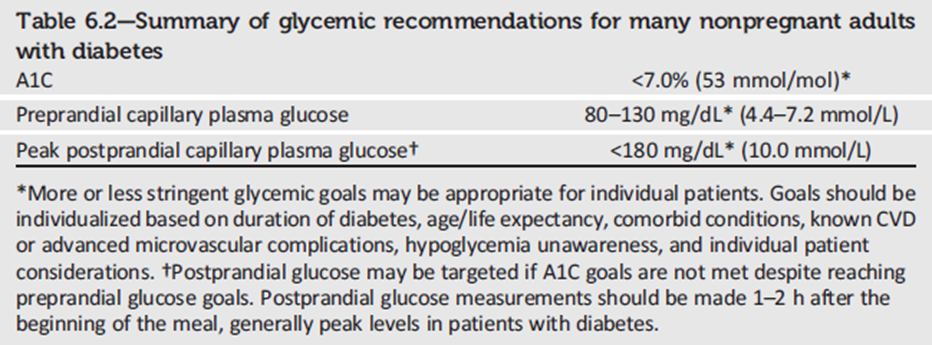 Table 6.2—Summary of glycemic recommendations for many nonpregnant adults
with diabetes
A1C <7.0% (53 mmol/mol)*
Preprandial capillary plasma glucose 80–130 mg/dL* (4.4–7.2 mmol/L)
Peak postprandial capillary plasma glucose† <180 mg/dL* (10.0 mmol/L)
*More or less stringent glycemic goals may be appropriate for individual patients. Goals should be
individualized based on duration of diabetes, age/life expectancy, comorbid conditions, known CVD
or advanced microvascular complications, hypoglycemia unawareness, and individual patient
considerations. †Postprandial glucose may be targeted if A1C goals are not met despite reaching
preprandial glucose goals. Postprandial glucose measurements should be made 1–2 h after the
beginning of the meal, generally peak levels in patients with diabetes.